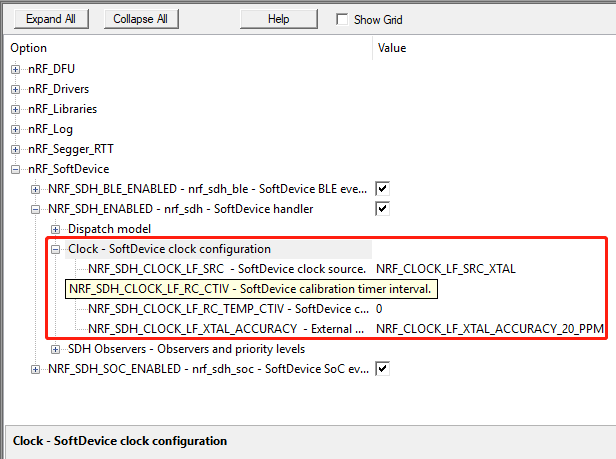 Expand All Collapse All Help Show Grid
Option Value
nRF_DFU
nRF_Drivers
nRF_Libraries
nRF_Log
nRF_Segger_RTT
nRF_SoftDevice
NRF_SDH_BLE_ENABLED - nrf_sdh_ble - SoftDevice BLE eve...
NRF_SDH_ENABLED - nrf_sdh - SoftDevice handler
Dispatch model
Clock - SoftDevice clock configuration
NRF_SDH_CLOCK_LF_SRC - SoftDevice clock source. NRF_CLOCK_LF_SRC_XTAL
NRF_SDH_CLOCK_LF_RC_CTIV - SoftDevice calibration timer interval.
NRF_SDH_CLOCK_LF_RC_TEMP_CTIV - SoftDevice c... 0
NRF_SDH_CLOCK_LF_XTAL_ACCURACY - External ... NRF_CLOCK_LF_XTAL_ACCURACY_20_PPM
SDH Observers - Observers and priority levels
NRF_SDH_SOC_ENABLED - nrf_sdh_soc - SoftDevice SoC ev...
Clock - SoftDevice clock configuration